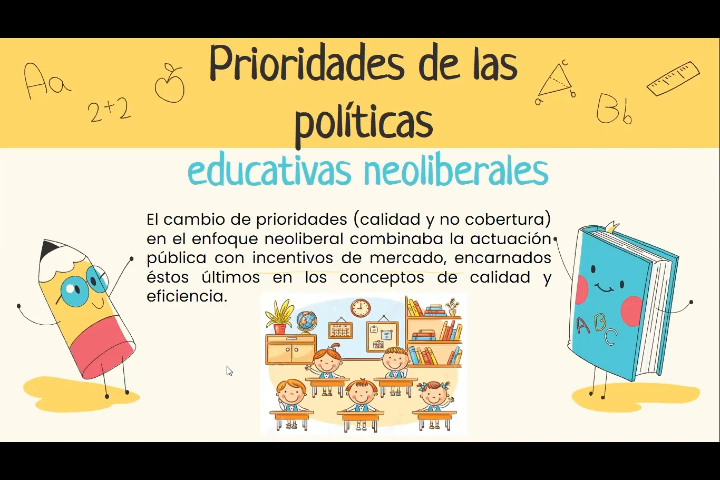 Prioridades de las
políticas
educativas neoliberales
Aa
2+2
a
b
c
Bb
El cambio de prioridades (calidad y no cobertura)
en el enfoque neoliberal combinaba la actuación
pública con incentivos de mercado, encarnados
éstos últimos en los conceptos de calidad y
eficiencia.
ABC